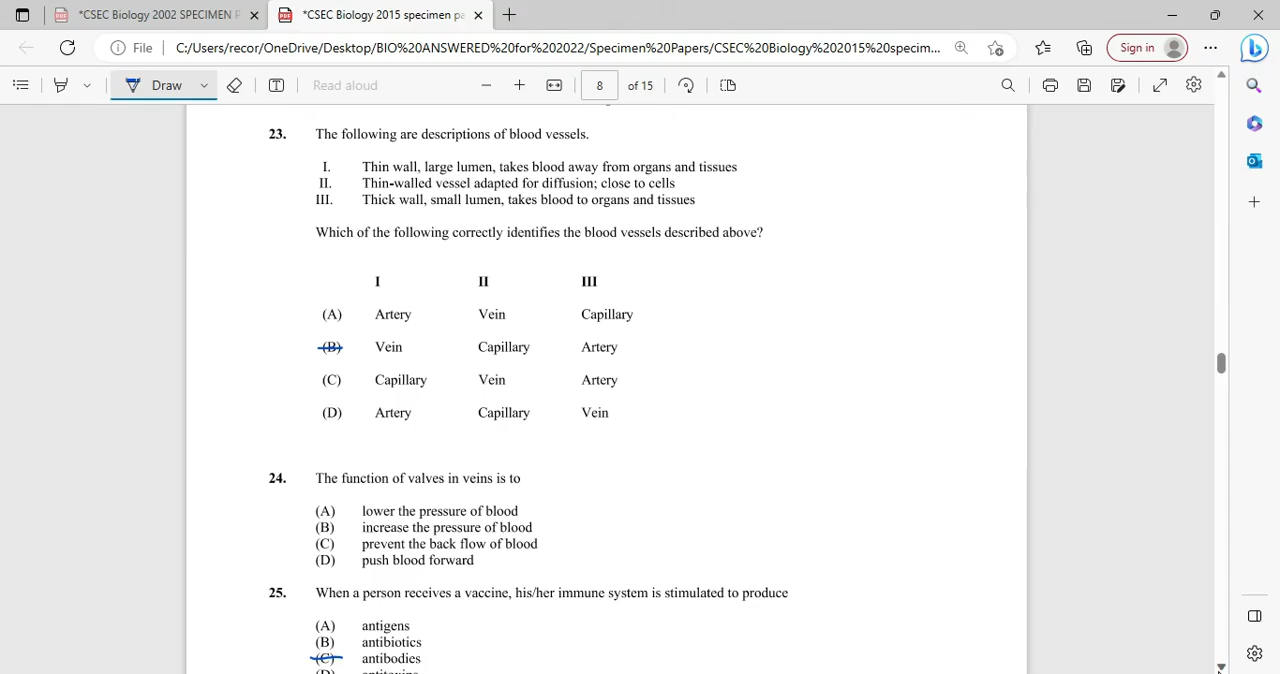 *CSEC Biology 2002 SPECIMEN P
*CSEC Biology 2015 specimen pa
File
C:/Users/recor/OneDrive/Desktop/BIO%20ANSWERED%20for%202022/Specimen%20Papers/CSEC%20Biology%202015%20specim...
Sign in
Draw
Read aloud
8
of 15
23. The following are descriptions of blood vessels.
I. Thin wall, large lumen, takes blood away from organs and tissues
II. Thin-walled vessel adapted for diffusion; close to cells
III. Thick wall, small lumen, takes blood to organs and tissues
Which of the following correctly identifies the blood vessels described above?
I II III
(A) Artery Vein Capillary
(B) Vein Capillary Artery
(C) Capillary Vein Artery
(D) Artery Capillary Vein
24. The function of valves in veins is to
(A) lower the pressure of blood
(B) increase the pressure of blood
(C) prevent the back flow of blood
(D) push blood forward
25. When a person receives a vaccine, his/her immune system is stimulated to produce
(A) antigens
(B) antibiotics
(C) antibodies